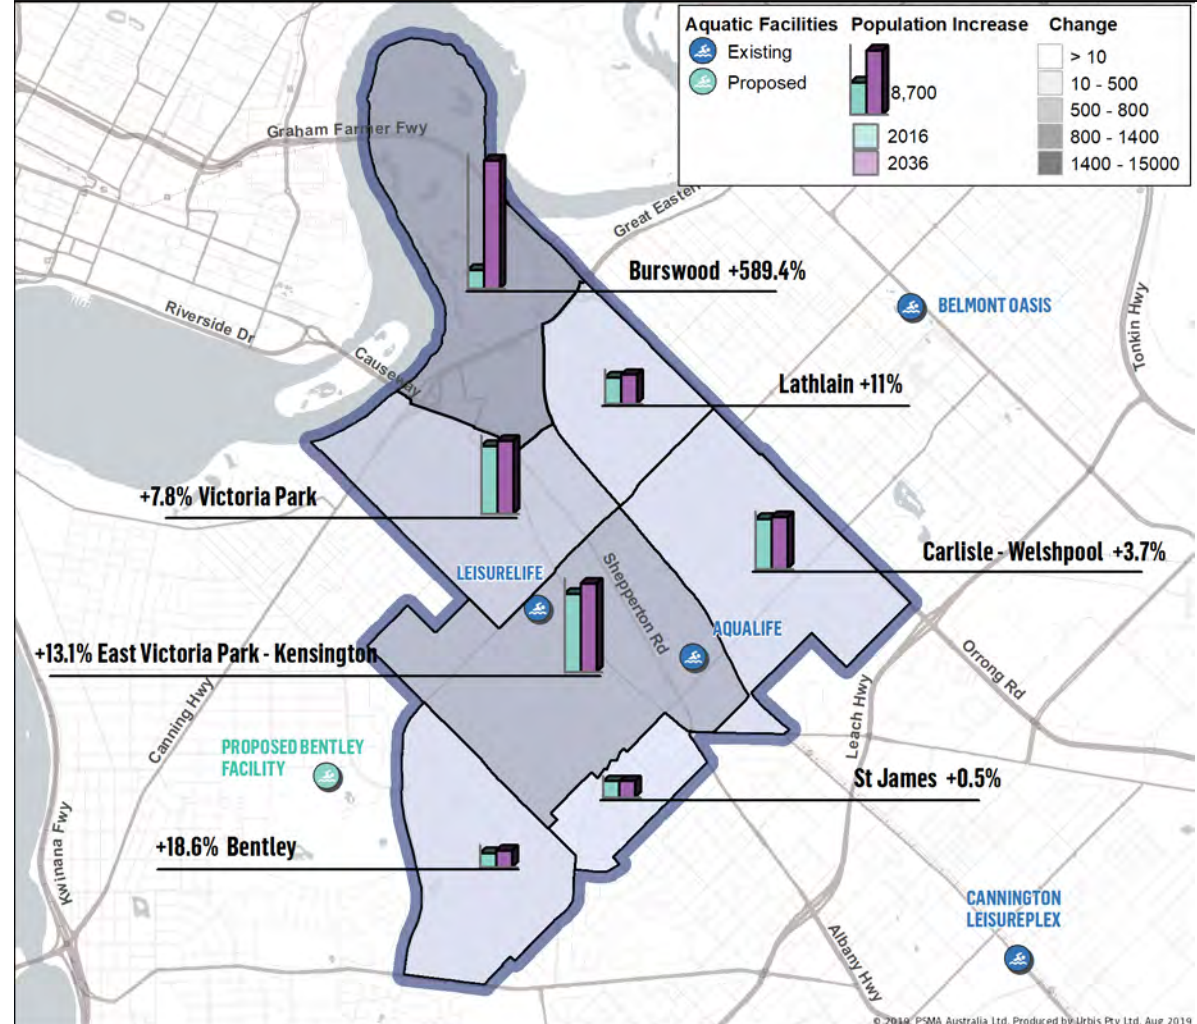 Aquatic Facilities
Existing
Proposed
Population Increase
8,700
2016
2036
Change
> 10
10 - 500
500 - 800
800 - 1400
1400 - 15000
Graham Farmer Fwy
Great Eastern
Burswood +589.4%
BELMONT OASIS
Tonkin Hwy
Riverside Dr
Causeway
Lathlain +11%
+7.8% Victoria Park
Carlisle - Welshpool +3.7%
LEISURELIFE
Shepperton Rd
AQUALIFE
+13.1% East Victoria Park - Kensington
Orrong Rd
Canning Hwy
Leach Hwy
PROPOSED BENTLEY
FACILITY
St James +0.5%
Kwinana Fwy
+18.6% Bentley
CANNINGTON
LEISUREPLEX
Albany Hwy
© 2019. PSMA Australia Ltd. Produced by Urbis Pty Ltd. Aug 2019